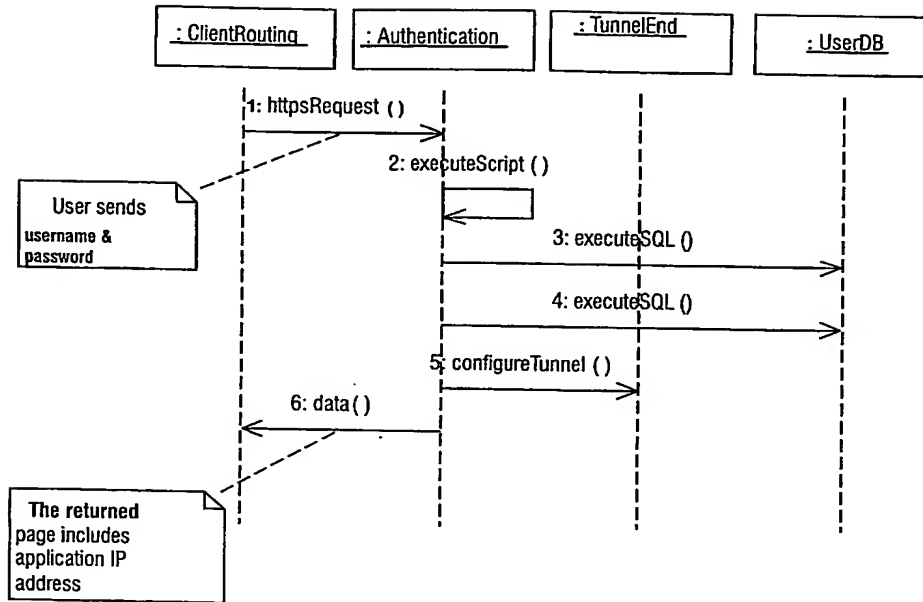 : ClientRouting
: Authentication
: TunnelEnd
: UserDB
1: httpsRequest ()
2: executeScript ()
User sends
username &
password
3: executeSQL ()
4: executeSQL ()
5: configureTunnel ()
6: data()
The returned
page includes
application IP
address